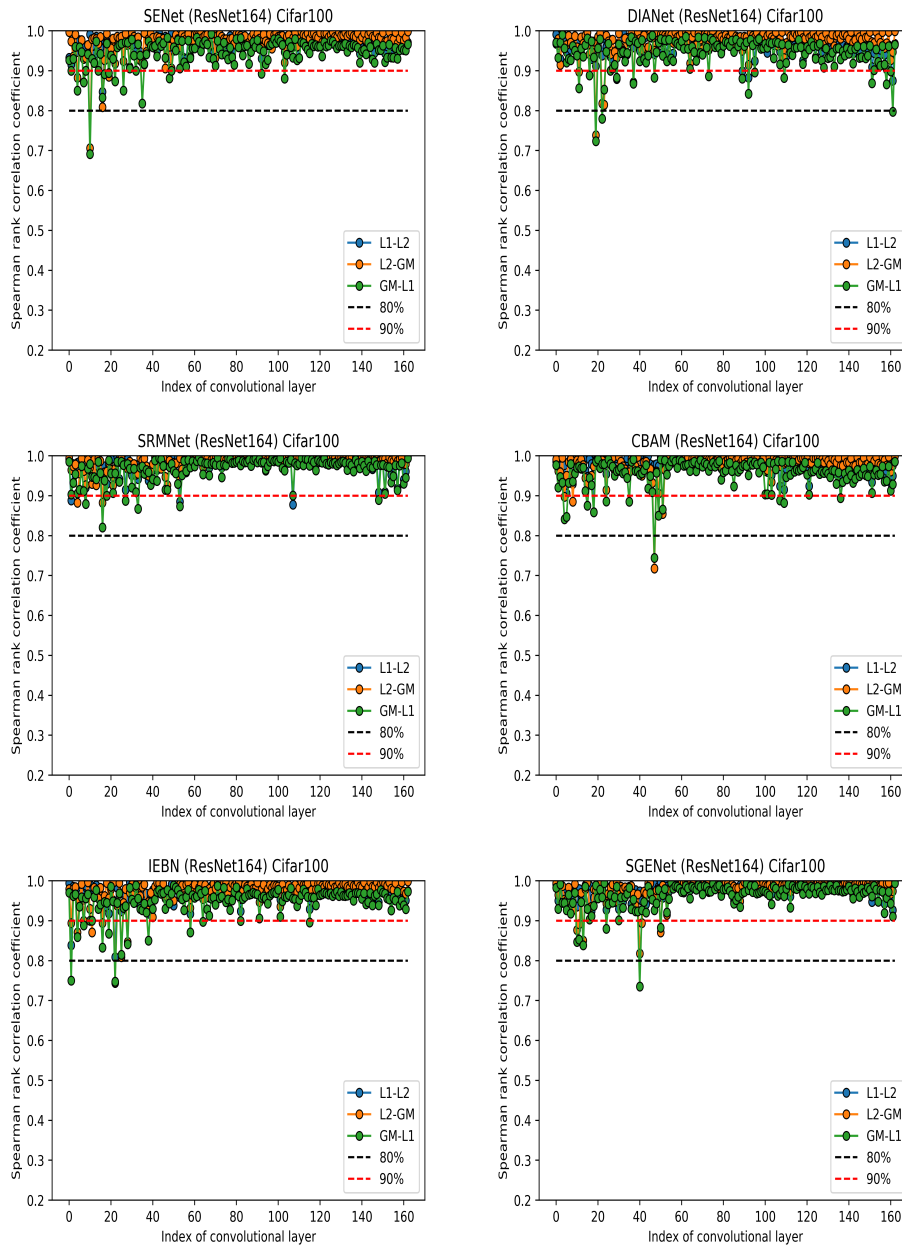 SENet (ResNet164) Cifar100
Spearman rank correlation coefficient
1.0
0.9
0.8
0.7
0.6
0.5
0.4
0.3
0.2
L1-L2
L2-GM
GM-L1
80%
90%
0 20 40 60 80 100 120 140 160
Index of convolutional layer
DIANet (ResNet164) Cifar100
Spearman rank correlation coefficient
1.0
0.9
0.8
0.7
0.6
0.5
0.4
0.3
0.2
L1-L2
L2-GM
GM-L1
80%
90%
0 20 40 60 80 100 120 140 160
Index of convolutional layer
SRMNet (ResNet164) Cifar100
Spearman rank correlation coefficient
1.0
0.9
0.8
0.7
0.6
0.5
0.4
0.3
0.2
L1-L2
L2-GM
GM-L1
80%
90%
0 20 40 60 80 100 120 140 160
Index of convolutional layer
CBAM (ResNet164) Cifar100
Spearman rank correlation coefficient
1.0
0.9
0.8
0.7
0.6
0.5
0.4
0.3
0.2
L1-L2
L2-GM
GM-L1
80%
90%
0 20 40 60 80 100 120 140 160
Index of convolutional layer
IEBN (ResNet164) Cifar100
Spearman rank correlation coefficient
1.0
0.9
0.8
0.7
0.6
0.5
0.4
0.3
0.2
L1-L2
L2-GM
GM-L1
80%
90%
0 20 40 60 80 100 120 140 160
Index of convolutional layer
SGENet (ResNet164) Cifar100
Spearman rank correlation coefficient
1.0
0.9
0.8
0.7
0.6
0.5
0.4
0.3
0.2
L1-L2
L2-GM
GM-L1
80%
90%
0 20 40 60 80 100 120 140 160
Index of convolutional layer